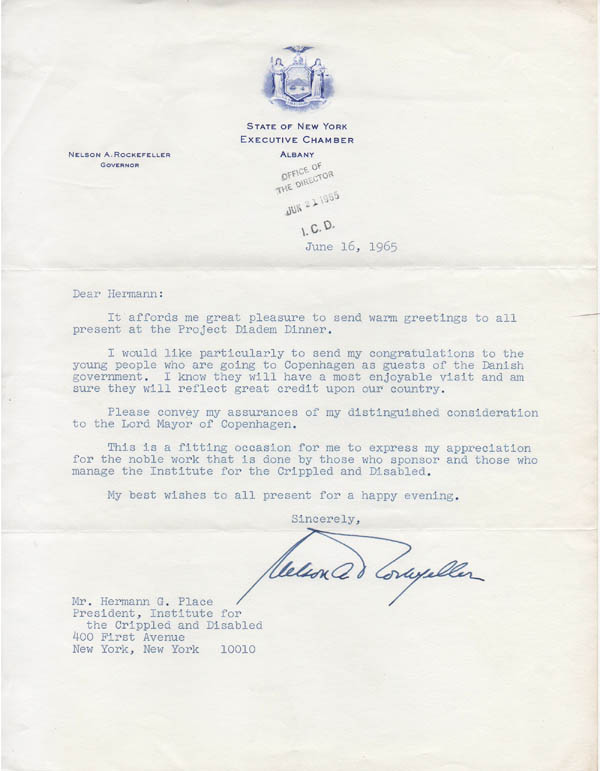 STATE OF NEW YORK
EXECUTIVE CHAMBER
ALBANY
NELSON A. ROCKEFELLER
GOVERNOR
OFFICE OF
THE DIRECTOR
JUN 21 1965
I. C. D.
June 16, 1965
Dear Hermann:
It affords me great pleasure to send warm greetings to all
present at the Project Diadem Dinner.
I would like particularly to send my congratulations to the
young people who are going to Copenhagen as guests of the Danish
government.  I know they will have a most enjoyable visit and am
sure they will reflect great credit upon our country.
Please convey my assurances of my distinguished consideration
to the Lord Mayor of Copenhagen.
This is a fitting occasion for me to express my appreciation
for the noble work that is done by those who sponsor and those who
manage the Institute for the Crippled and Disabled.
My best wishes to all present for a happy evening.
Sincerely,
Nelson A Rockefeller
Mr. Hermann G. Place
President, Institute for
the Crippled and Disabled
400 First Avenue
New York, New York   10010